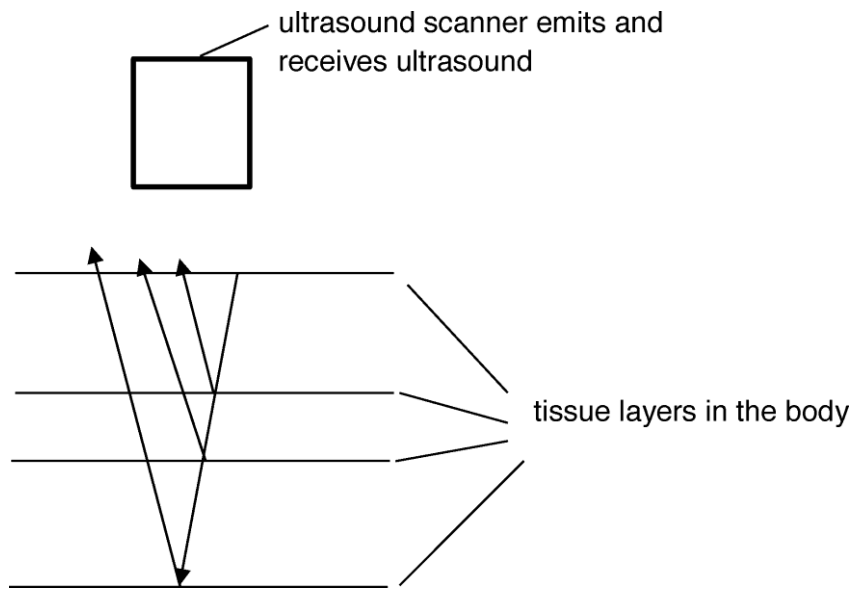 ultrasound scanner emits and
receives ultrasound
tissue layers in the body